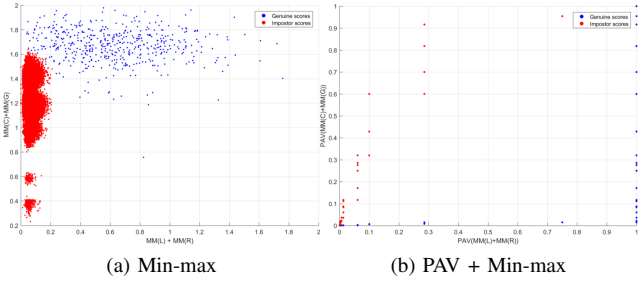 2
1.8
1.6
1.4
1.2
1
0.8
0.6
0.4
0.2
MM(C)+MM(G)
0 0.2 0.4 0.6 0.8 1 1.2 1.4 1.6 1.8 2
MM(L) + MM(R)
Genuine scores
Impostor scores
(a) Min-max
1
0.9
0.8
0.7
0.6
0.5
0.4
0.3
0.2
0.1
0
PAV(MM(C)+MM(G))
0 0.1 0.2 0.3 0.4 0.5 0.6 0.7 0.8 0.9 1
PAV(MM(L)+MM(R))
Genuine scores
Impostor scores
(b) PAV + Min-max